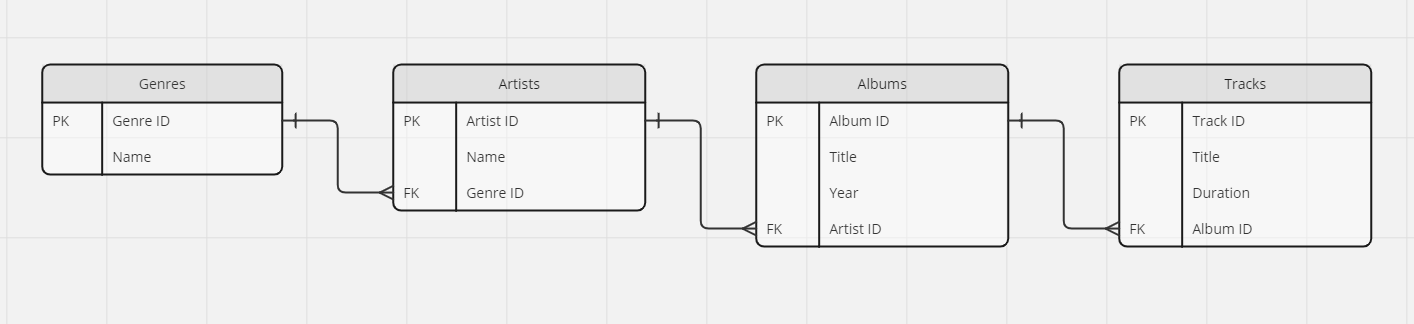 Genres
PK Genre ID
Name
Artists
PK Artist ID
Name
FK Genre ID
Albums
PK Album ID
Title
Year
FK Artist ID
Tracks
PK Track ID
Title
Duration
FK Album ID